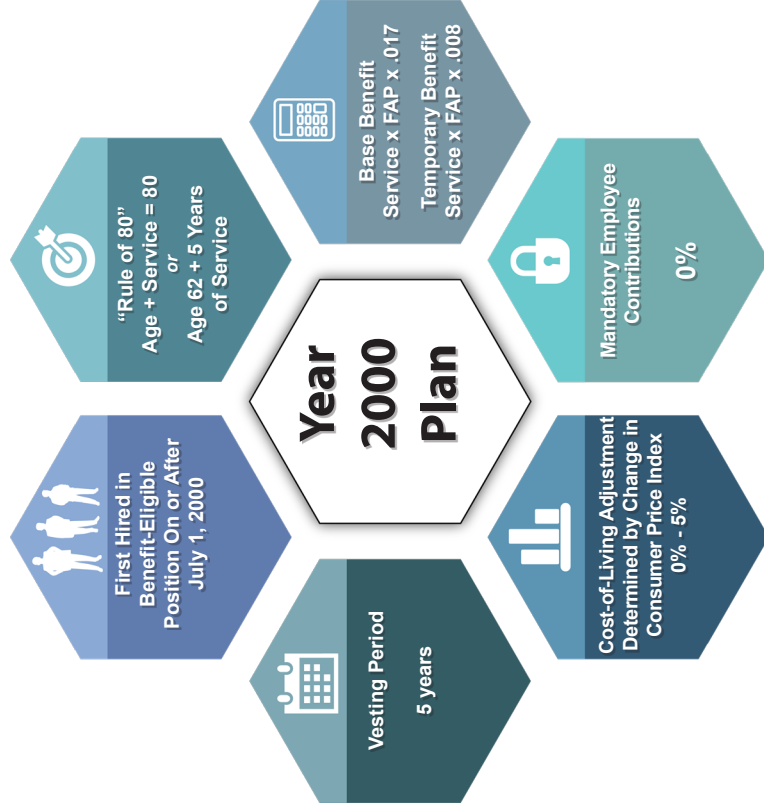 Year
2000
Plan
First Hired in
Benefit-Eligible
Position On or After
July 1, 2000
“Rule of 80”
Age + Service = 80
or
Age 62 + 5 Years
of Service
Base Benefit
Service x FAP x .017
Temporary Benefit
Service x FAP x .008
Mandatory Employee
Contributions
0%
Cost-of-Living Adjustment
Determined by Change in
Consumer Price Index
0% - 5%
Vesting Period
5 years